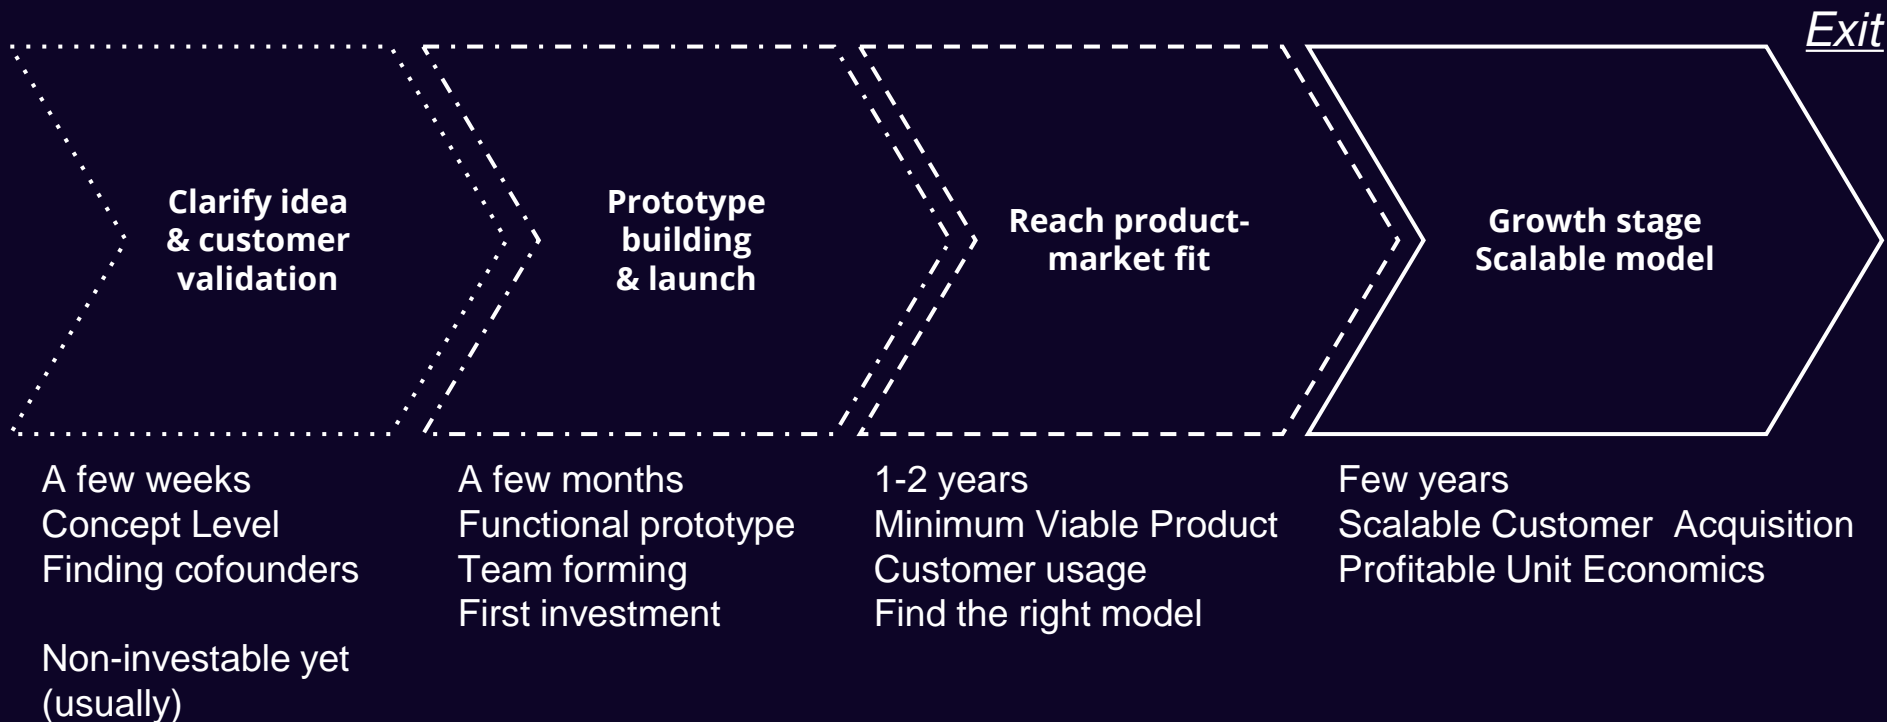 Exit
Clarify idea
& customer
validation
Prototype
building
& launch
Reach product-
market fit
Growth stage
Scalable model
A few weeks
Concept Level
Finding cofounders
Non-investable yet
(usually)
A few months
Functional prototype
Team forming
First investment
1-2 years
Minimum Viable Product
Customer usage
Find the right model
Few years
Scalable Customer  Acquisition
Profitable Unit Economics